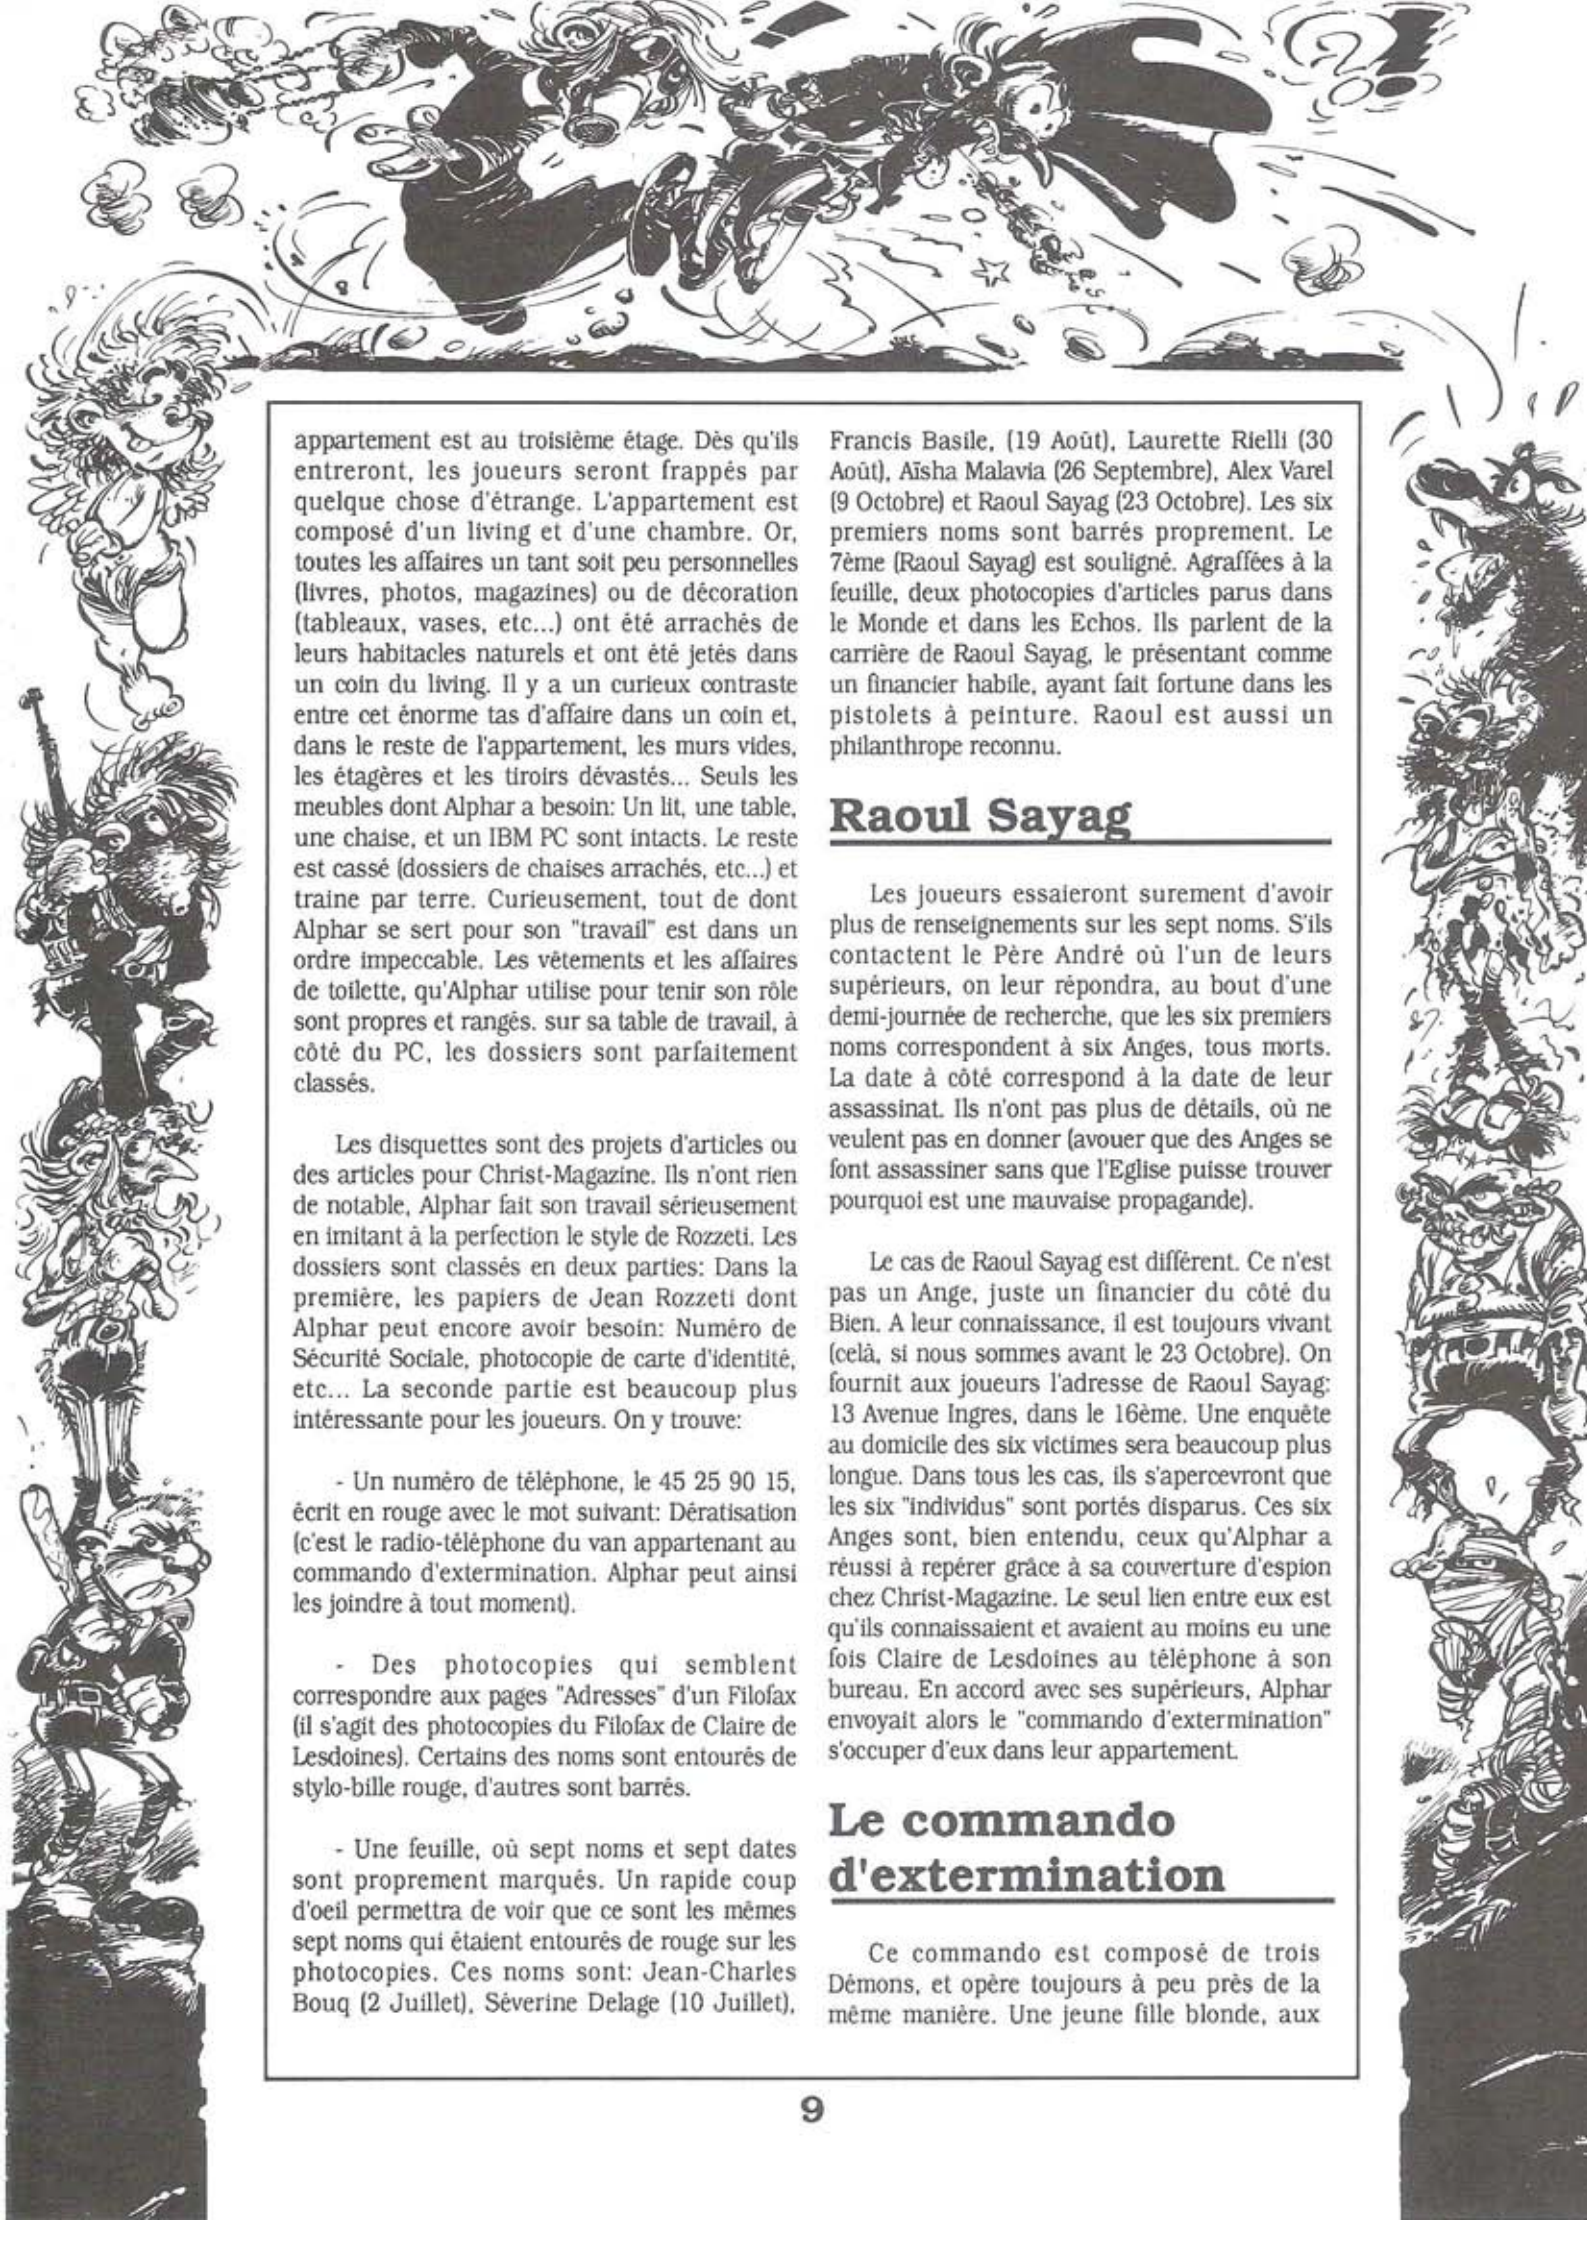 ?!
appartement est au troisième étage. Dès qu'ils
entreront, les joueurs seront frappés par
quelque chose d'étrange. L'appartement est
composé d'un living et d'une chambre. Or,
toutes les affaires un tant soit peu personnelles
(livres, photos, magazines) ou de décoration
(tableaux, vases, etc...) ont été arrachés de
leurs habitacles naturels et ont été jetés dans
un coin du living. Il y a un curieux contraste
entre cet énorme tas d'affaire dans un coin et,
dans le reste de l'appartement, les murs vides,
les étagères et les tiroirs dévastés... Seuls les
meubles dont Alphar a besoin: Un lit, une table,
une chaise, et un IBM PC sont intacts. Le reste
est cassé (dossiers de chaises arrachés, etc...) et
traine par terre. Curieusement, tout de dont
Alphar se sert pour son "travail" est dans un
ordre impeccable. Les vêtements et les affaires
de toilette, qu'Alphar utilise pour tenir son rôle
sont propres et rangés. sur sa table de travail, à
côté du PC, les dossiers sont parfaitement
classés.
Les disquettes sont des projets d'articles ou
des articles pour Christ-Magazine. Ils n'ont rien
de notable, Alphar fait son travail sérieusement
en imitant à la perfection le style de Rozzeti. Les
dossiers sont classés en deux parties: Dans la
première, les papiers de Jean Rozzeti dont
Alphar peut encore avoir besoin: Numéro de
Sécurité Sociale, photocopie de carte d'identité,
etc... La seconde partie est beaucoup plus
intéressante pour les joueurs. On y trouve:
- Un numéro de téléphone, le 45 25 90 15,
écrit en rouge avec le mot suivant: Dératisation
(c'est le radio-téléphone du van appartenant au
commando d'extermination. Alphar peut ainsi
les joindre à tout moment).
- Des photocopies qui semblent
correspondre aux pages "Adresses" d'un Filofax
(il s'agit des photocopies du Filofax de Claire de
Lesdoines). Certains des noms sont entourés de
stylo-bille rouge, d'autres sont barrés.
- Une feuille, où sept noms et sept dates
sont proprement marqués. Un rapide coup
d'oeil permettra de voir que ce sont les mêmes
sept noms qui étaient entourés de rouge sur les
photocopies. Ces noms sont: Jean-Charles
Bouq (2 Juillet), Séverine Delage (10 Juillet),
Francis Basile, (19 Août), Laurette Rielli (30
Août), Aïsha Malavia (26 Septembre), Alex Varel
(9 Octobre) et Raoul Sayag (23 Octobre). Les six
premiers noms sont barrés proprement. Le
7ème (Raoul Sayag) est souligné. Agraffées à la
feuille, deux photocopies d'articles parus dans
le Monde et dans les Echos. Ils parlent de la
carrière de Raoul Sayag, le présentant comme
un financier habile, ayant fait fortune dans les
pistolets à peinture. Raoul est aussi un
philanthrope reconnu.
Raoul Sayag
Les joueurs essaieront surement d'avoir
plus de renseignements sur les sept noms. S'ils
contactent le Père André où l'un de leurs
supérieurs, on leur répondra, au bout d'une
demi-journée de recherche, que les six premiers
noms correspondent à six Anges, tous morts.
La date à côté correspond à la date de leur
assassinat. Ils n'ont pas plus de détails, où ne
veulent pas en donner (avouer que des Anges se
font assassiner sans que l'Eglise puisse trouver
pourquoi est une mauvaise propagande).
Le cas de Raoul Sayag est différent. Ce n'est
pas un Ange, juste un financier du côté du
Bien. A leur connaissance, il est toujours vivant
(celà, si nous sommes avant le 23 Octobre). On
fournit aux joueurs l'adresse de Raoul Sayag:
13 Avenue Ingres, dans le 16ème. Une enquête
au domicile des six victimes sera beaucoup plus
longue. Dans tous les cas, ils s'apercevront que
les six "individus" sont portés disparus. Ces six
Anges sont, bien entendu, ceux qu'Alphar a
réussi à repérer grâce à sa couverture d'espion
chez Christ-Magazine. Le seul lien entre eux est
qu'ils connaissaient et avaient au moins eu une
fois Claire de Lesdoines au téléphone à son
bureau. En accord avec ses supérieurs, Alphar
envoyait alors le "commando d'extermination"
s'occuper d'eux dans leur appartement.
Le commando
d'extermination
Ce commando est composé de trois
Démons, et opère toujours à peu près de la
même manière. Une jeune fille blonde, aux
9